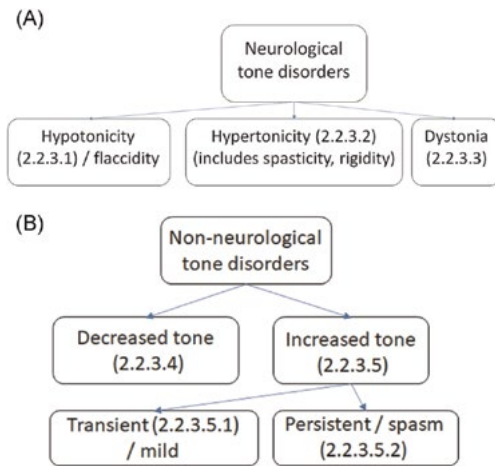 (A)
Neurological
tone disorders
Hypotonicity
(2.2.3.1) / flaccidity
Hypertonicity (2.2.3.2)
(includes spasticity, rigidity)
Dystonia
(2.2.3.3)
(B)
Non-neurological
tone disorders
Decreased tone
(2.2.3.4)
Increased tone
(2.2.3.5)
Transient (2.2.3.5.1)
/ mild
Persistent / spasm
(2.2.3.5.2)